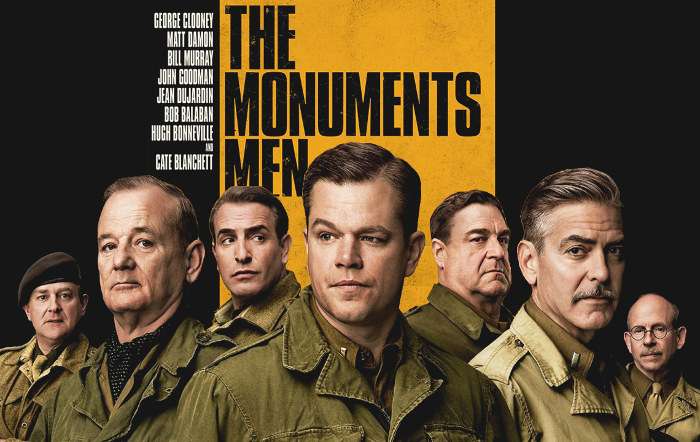 GEORGE CLOONEY
MATT DAMON
BILL MURRAY
JOHN GOODMAN
JEAN DUJARDIN
BOB BALABAN
HUGH BONNEVILLE
AND
CATE BLANCHETT
THE
MONUMENTS
MEN